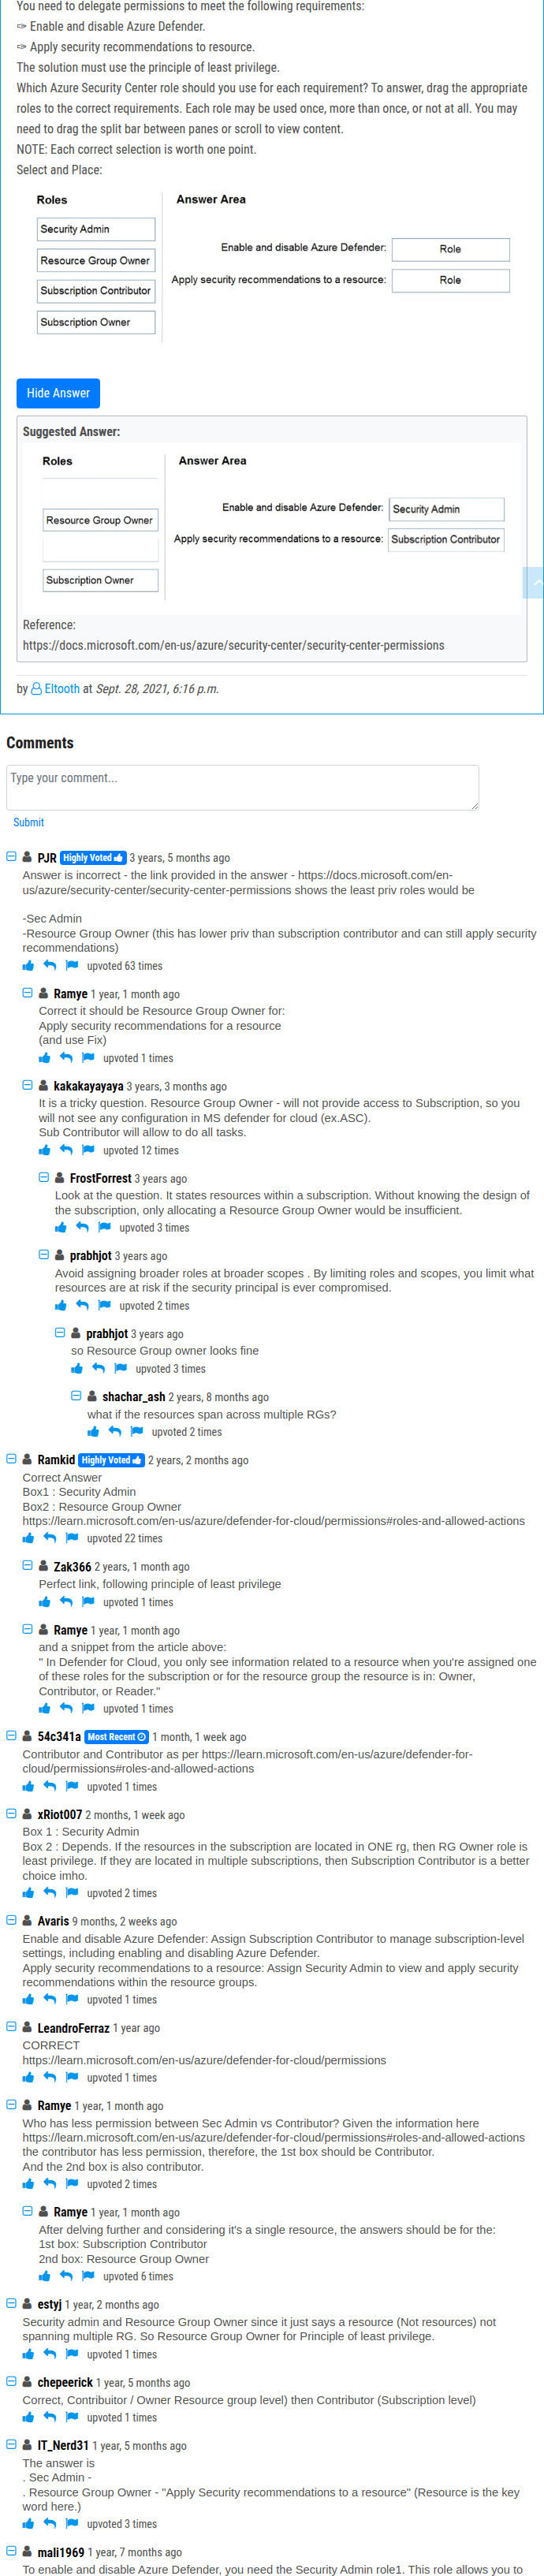 You need to delegate permissions to meet the following requirements:
✑ Enable and disable Azure Defender.
✑ Apply security recommendations to resource.
The solution must use the principle of least privilege.
Which Azure Security Center role should you use for each requirement? To answer, drag the appropriate
roles to the correct requirements. Each role may be used once, more than once, or not at all. You may
need to drag the split bar between panes or scroll to view content.
NOTE: Each correct selection is worth one point.
Select and Place:
Roles
Answer Area
Security Admin
Resource Group Owner
Subscription Contributor
Subscription Owner
Enable and disable Azure Defender: Role
Apply security recommendations to a resource: Role
Hide Answer
Suggested Answer:
Roles
Answer Area
Resource Group Owner
Subscription Owner
Enable and disable Azure Defender: Security Admin
Apply security recommendations to a resource: Subscription Contributor
Reference:
https://docs.microsoft.com/en-us/azure/security-center/security-center-permissions
by Eltooth at Sept. 28, 2021, 6:16 p.m.
Comments
Type your comment...
Submit
PJR Highly Voted 3 years, 5 months ago
Answer is incorrect - the link provided in the answer - https://docs.microsoft.com/en-
us/azure/security-center/security-center-permissions shows the least priv roles would be
-Sec Admin
-Resource Group Owner (this has lower priv than subscription contributor and can still apply security
recommendations)
upvoted 63 times
Ramye 1 year, 1 month ago
Correct it should be Resource Group Owner for:
Apply security recommendations for a resource
(and use Fix)
upvoted 1 times
kakakayayaya 3 years, 3 months ago
It is a tricky question. Resource Group Owner - will not provide access to Subscription, so you
will not see any configuration in MS defender for cloud (ex.ASC).
Sub Contributor will allow to do all tasks.
upvoted 12 times
FrostForrest 3 years ago
Look at the question. It states resources within a subscription. Without knowing the design of
the subscription, only allocating a Resource Group Owner would be insufficient.
upvoted 3 times
prabhjot 3 years ago
Avoid assigning broader roles at broader scopes . By limiting roles and scopes, you limit what
resources are at risk if the security principal is ever compromised.
upvoted 2 times
prabhjot 3 years ago
so Resource Group owner looks fine
upvoted 3 times
shachar_ash 2 years, 8 months ago
what if the resources span across multiple RGs?
upvoted 2 times
Ramkid Highly Voted 2 years, 2 months ago
Correct Answer
Box1 : Security Admin
Box2 : Resource Group Owner
https://learn.microsoft.com/en-us/azure/defender-for-cloud/permissions#roles-and-allowed-actions
upvoted 22 times
Zak366 2 years, 1 month ago
Perfect link, following principle of least privilege
upvoted 1 times
Ramye 1 year, 1 month ago
and a snippet from the article above:
" In Defender for Cloud, you only see information related to a resource when you're assigned one
of these roles for the subscription or for the resource group the resource is in: Owner,
Contributor, or Reader."
upvoted 1 times
54c341a Most Recent 1 month, 1 week ago
Contributor and Contributor as per https://learn.microsoft.com/en-us/azure/defender-for-
cloud/permissions#roles-and-allowed-actions
upvoted 1 times
xRiot007 2 months, 1 week ago
Box 1 : Security Admin
Box 2 : Depends. If the resources in the subscription are located in ONE rg, then RG Owner role is
least privilege. If they are located in multiple subscriptions, then Subscription Contributor is a better
choice imho.
upvoted 2 times
Avaris 9 months, 2 weeks ago
Enable and disable Azure Defender: Assign Subscription Contributor to manage subscription-level
settings, including enabling and disabling Azure Defender.
Apply security recommendations to a resource: Assign Security Admin to view and apply security
recommendations within the resource groups.
upvoted 1 times
LeandroFerraz 1 year ago
CORRECT
https://learn.microsoft.com/en-us/azure/defender-for-cloud/permissions
upvoted 1 times
Ramye 1 year, 1 month ago
Who has less permission between Sec Admin vs Contributor? Given the information here
https://learn.microsoft.com/en-us/azure/defender-for-cloud/permissions#roles-and-allowed-actions
the contributor has less permission, therefore, the 1st box should be Contributor.
And the 2nd box is also contributor.
upvoted 2 times
Ramye 1 year, 1 month ago
After delving further and considering it's a single resource, the answers should be for the:
1st box: Subscription Contributor
2nd box: Resource Group Owner
upvoted 6 times
estyj 1 year, 2 months ago
Security admin and Resource Group Owner since it just says a resource (Not resources) not
spanning multiple RG. So Resource Group Owner for Principle of least privilege.
upvoted 1 times
chepeerick 1 year, 5 months ago
Correct, Contribuitor / Owner Resource group level) then Contributor (Subscription level)
upvoted 1 times
IT_Nerd31 1 year, 5 months ago
The answer is
. Sec Admin -
. Resource Group Owner - "Apply Security recommendations to a resource" (Resource is the key
word here.)
upvoted 3 times
mali1969 1 year, 7 months ago
To enable and disable Azure Defender, you need the Security Admin role1. This role allows you to